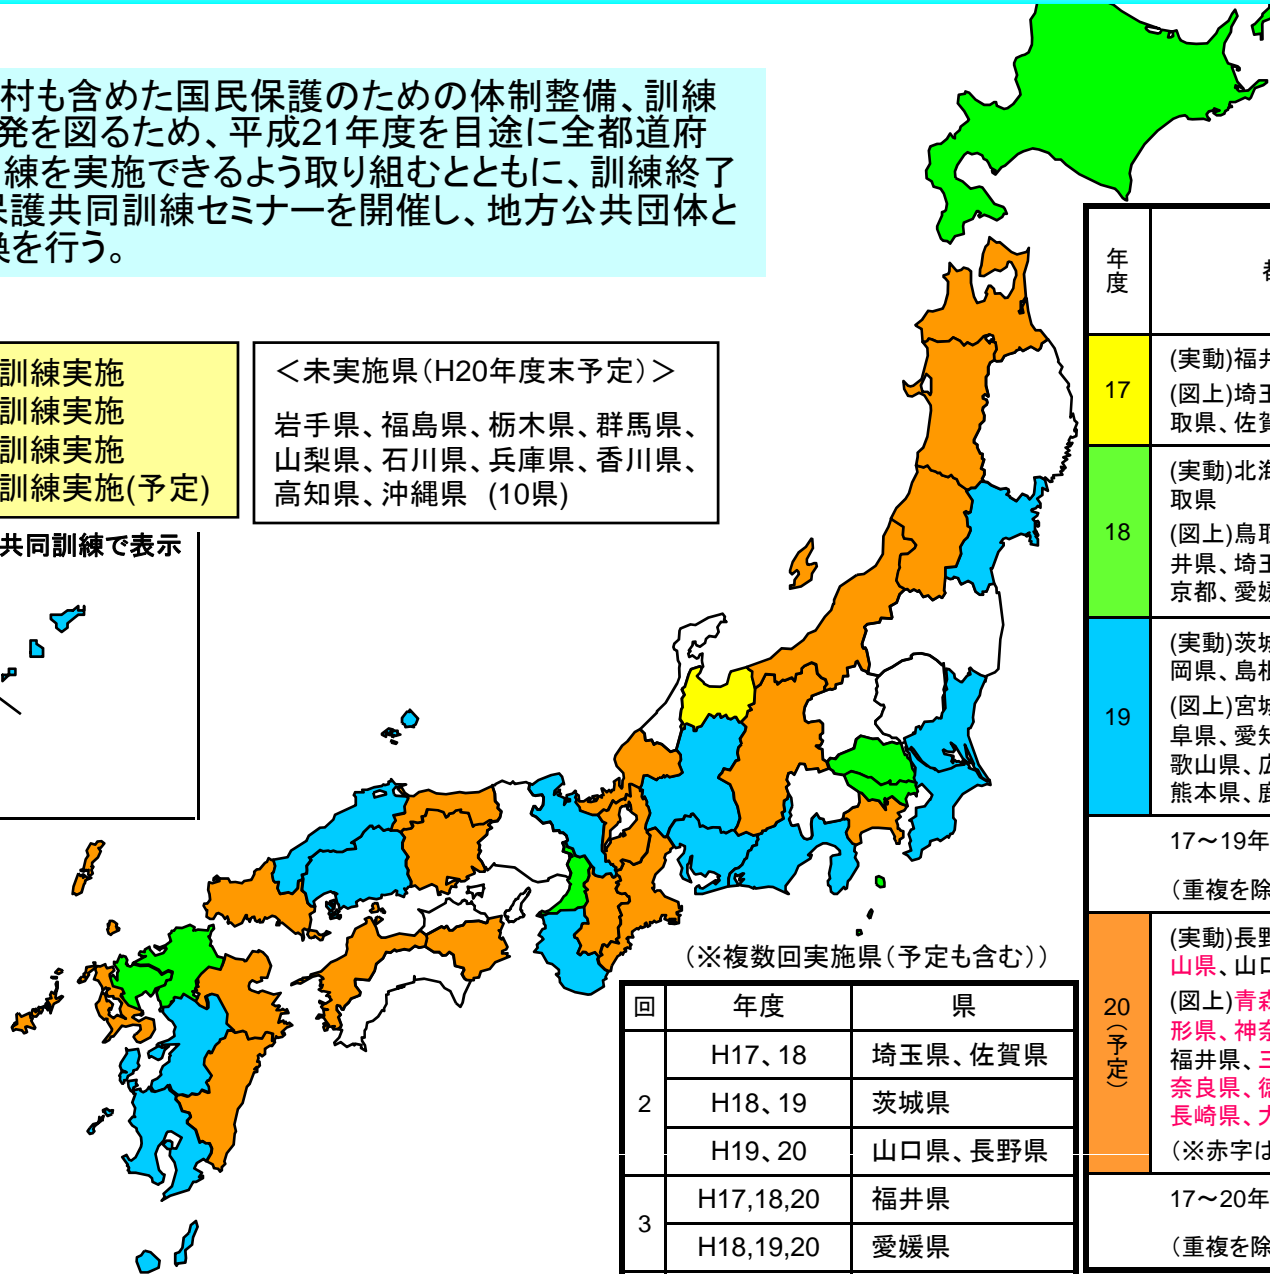 村も含めた国民保護のための体制整備、訓練
発を図るため、平成21年度を目途に全都道府
練を実施できるよう取り組むとともに、訓練終了
保護共同訓練セミナーを開催し、地方公共団体と
換を行う。
訓練実施
訓練実施
訓練実施
訓練実施(予定)
共同訓練で表示
＜未実施県（H20年度末予定）＞
岩手県、福島県、栃木県、群馬県、
山梨県、石川県、兵庫県、香川県、
高知県、沖縄県 (10県)
（※複数回実施県（予定も含む））
回 年度 県
2 H17、18 埼玉県、佐賀県
H18、19 茨城県
H19、20 山口県、長野県
3 H17,18,20 福井県
H18,19,20 愛媛県
年度
17
(実動)福井
(図上)埼玉
取県、佐賀
18
(実動)北海
取県
(図上)鳥取
井県、埼玉
京都、愛媛
19
(実動)茨城
岡県、島根
(図上)宮城
阜県、愛知
歌山県、広
熊本県、鹿
17～19年
（重複を除
20（予定）
(実動)長野
山県、山口
(図上)青森
形県、神奈
福井県、三
奈良県、徳
長崎県、大
（※赤字は
17～20年
（重複を除